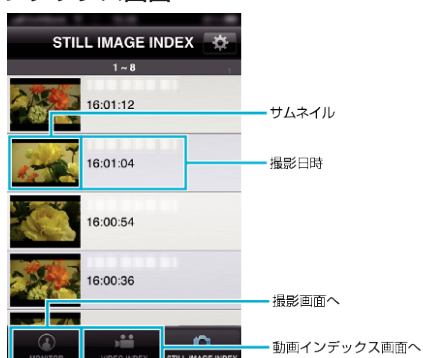 STILL IMAGE INDEX
1~8
16:01:12
サムネイル
16:01:04
撮影日時
16:00:54
16:00:36
撮影画面へ
動画インデックス画面へ
MONITOR
VIDEO INDEX
STILL IMAGE INDEX